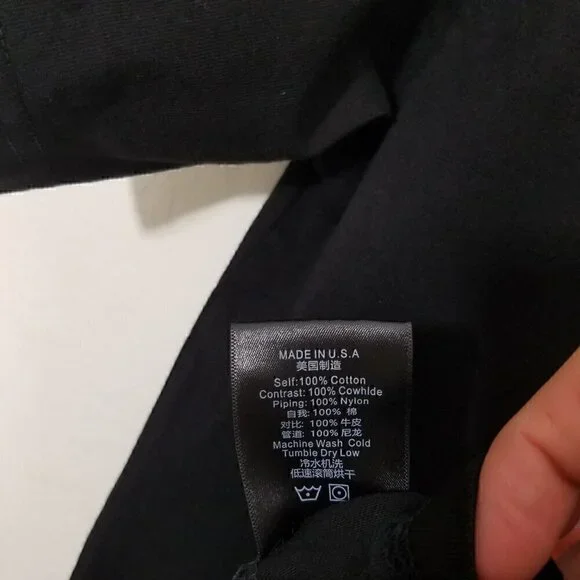 MADE IN U.S.A
美国制造
Self:100% Cotton
Contrast: 100% Cowhlde
Piping: 100% Nylon
自我: 100% 棉
对比: 100% 牛皮
管道: 100% 尼龙
Machine Wash Cold
Tumble Dry Low
冷水机洗
低速滚筒烘干